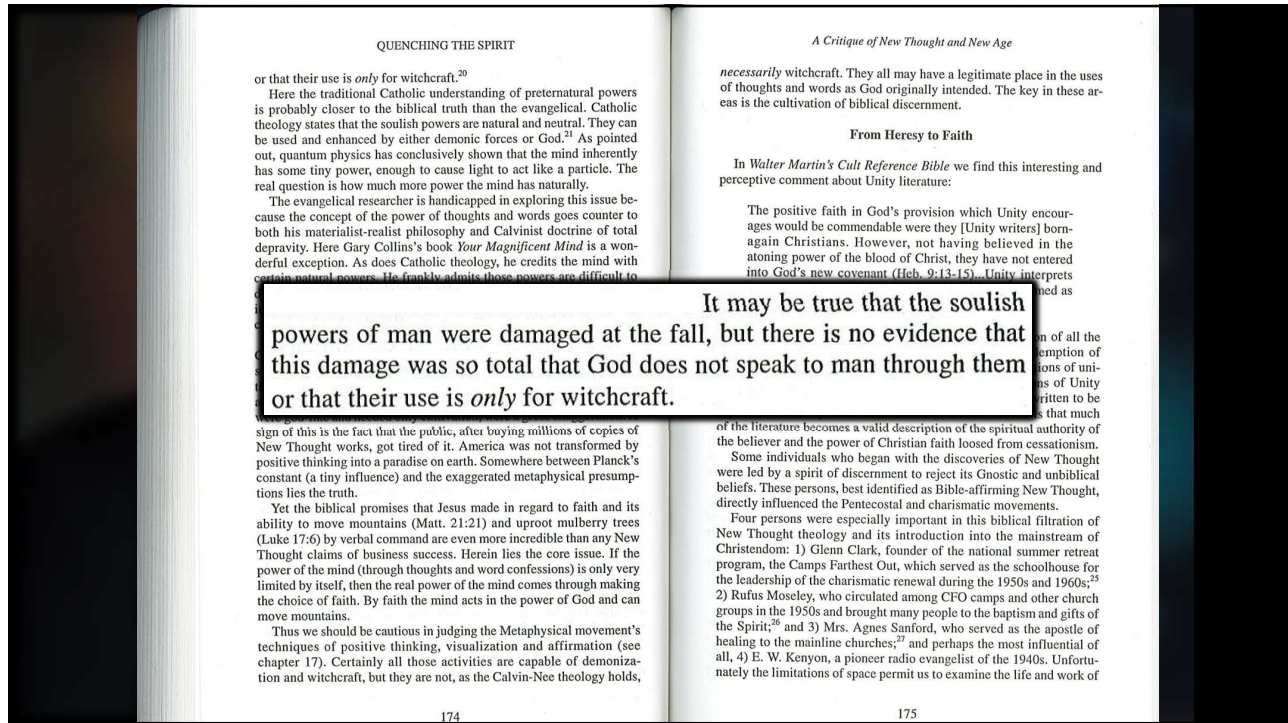 QUENCHING THE SPIRIT
or that their use is only for witchcraft.20
Here the traditional Catholic understanding of preternatural powers
is probably closer to the biblical truth than the evangelical. Catholic
theology states that the soulish powers are natural and neutral. They can
be used and enhanced by either demonic forces or God.21 As pointed
out, quantum physics has conclusively shown that the mind inherently
has some tiny power, enough to cause light to act like a particle. The
real question is how much more power the mind has naturally.
The evangelical researcher is handicapped in exploring this issue be-
cause the concept of the power of thoughts and words goes counter to
both his materialist-realist philosophy and Calvinist doctrine of total
depravity. Here Gary Collins's book Your Magnificent Mind is a won-
derful exception. As does Catholic theology, he credits the mind with
certain natural powers. He frankly admits those powers are difficult to
It may be true that the soulish
powers of man were damaged at the fall, but there is no evidence that
this damage was so total that God does not speak to man through them
or that their use is only for witchcraft.
sign of this is the fact that the public, after buying millions of copies of
New Thought works, got tired of it. America was not transformed by
positive thinking into a paradise on earth. Somewhere between Planck's
constant (a tiny influence) and the exaggerated metaphysical presump-
tions lies the truth.
Yet the biblical promises that Jesus made in regard to faith and its
ability to move mountains (Matt. 21:21) and uproot mulberry trees
(Luke 17:6) by verbal command are even more incredible than any New
Thought claims of business success. Herein lies the core issue. If the
power of the mind (through thoughts and word confessions) is only very
limited by itself, then the real power of the mind comes through making
the choice of faith. By faith the mind acts in the power of God and can
move mountains.
Thus we should be cautious in judging the Metaphysical movement's
techniques of positive thinking, visualization and affirmation (see
chapter 17). Certainly all those activities are capable of demoniza-
tion and witchcraft, but they are not, as the Calvin-Nee theology holds,
174
A Critique of New Thought and New Age
necessarily witchcraft. They all may have a legitimate place in the uses
of thoughts and words as God originally intended. The key in these ar-
eas is the cultivation of biblical discernment.
From Heresy to Faith
In Walter Martin's Cult Reference Bible we find this interesting and
perceptive comment about Unity literature:
The positive faith in God's provision which Unity encour-
ages would be commendable were they [Unity writers] born-
again Christians. However, not having believed in the
atoning power of the blood of Christ, they have not entered
into God's new covenant (Heb. 9:13-15)...Unity interprets
as
of all the
of
of uni-
of Unity
to be
that much
of the literature becomes a valid description of the spiritual authority of
the believer and the power of Christian faith loosed from cessationism.
Some individuals who began with the discoveries of New Thought
were led by a spirit of discernment to reject its Gnostic and unbiblical
beliefs. These persons, best identified as Bible-affirming New Thought,
directly influenced the Pentecostal and charismatic movements.
Four persons were especially important in this biblical filtration of
New Thought theology and its introduction into the mainstream of
Christendom: 1) Glenn Clark, founder of the national summer retreat
program, the Camps Farthest Out, which served as the schoolhouse for
the leadership of the charismatic renewal during the 1950s and 1960s;25
2) Rufus Moseley, who circulated among CFO camps and other church
groups in the 1950s and brought many people to the baptism and gifts of
the Spirit;26 and 3) Mrs. Agnes Sanford, who served as the apostle of
healing to the mainline churches;27 and perhaps the most influential of
all, 4) E. W. Kenyon, a pioneer radio evangelist of the 1940s. Unfortu-
nately the limitations of space permit us to examine the life and work of
175